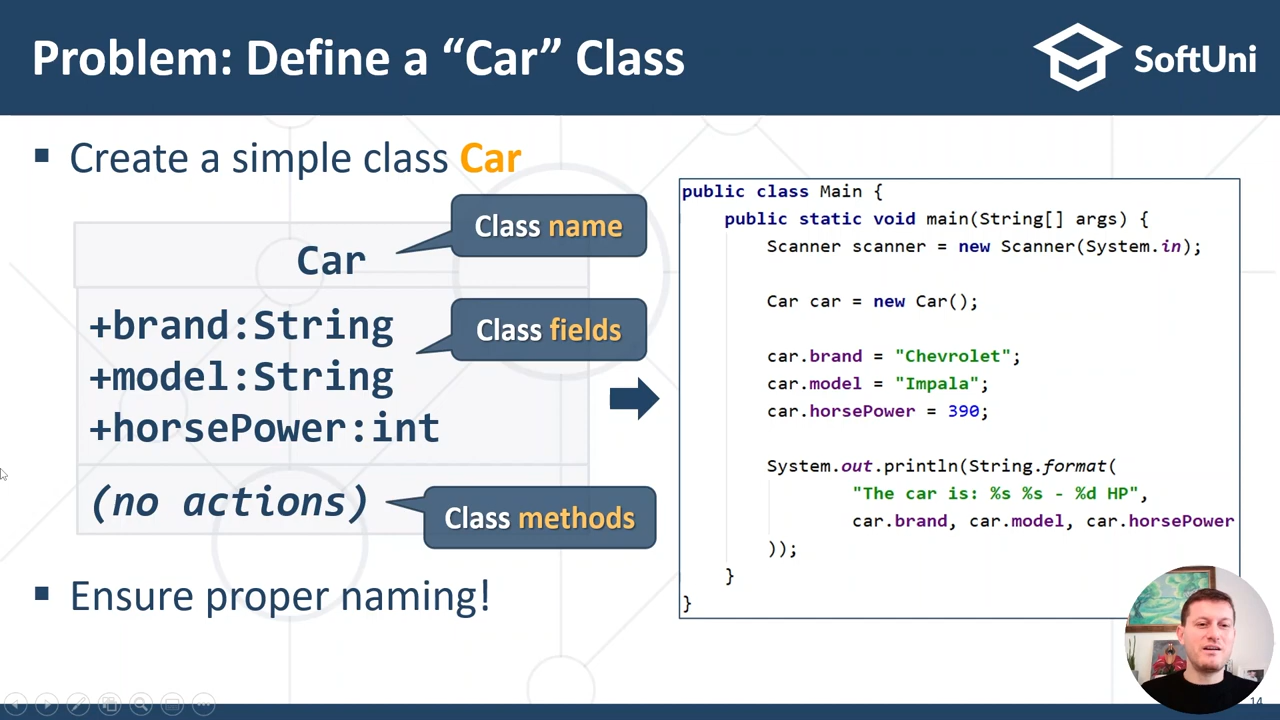 Problem: Define a “Car” Class
SoftUni
▪ Create a simple class Car
Class name
Car
+brand:String
+model:String
+horsePower:int
Class fields
(no actions)
Class methods
▪ Ensure proper naming!
public class Main {
    public static void main(String[] args) {
        Scanner scanner = new Scanner(System.in);
        Car car = new Car();
        car.brand = "Chevrolet";
        car.model = "Impala";
        car.horsePower = 390;
        System.out.println(String.format(
                "The car is: %s %s - %d HP",
                car.brand, car.model, car.horsePower
        ));
    }
}
14